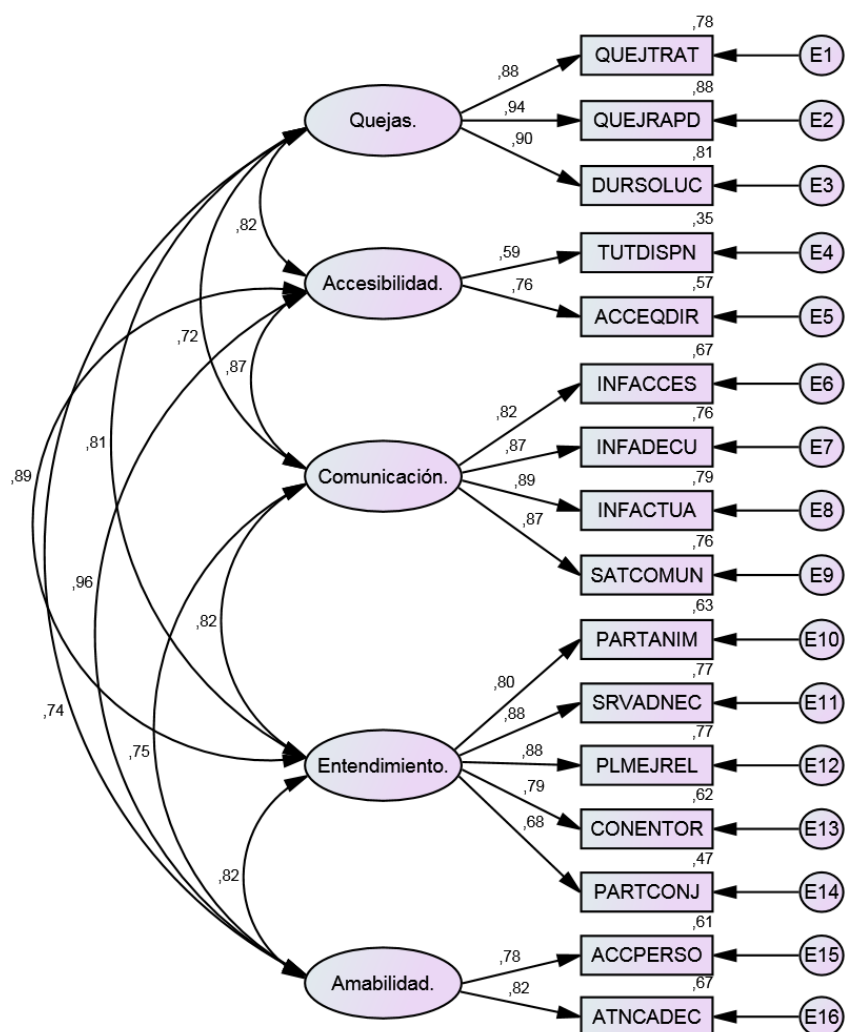 ,78
QUEJTRAT
E1
,88
,88
QUEJRAPD
E2
,94
Quejas.
,90
,81
DURSOLUC
E3
,82
,35
TUTDISPN
E4
,59
Accesibilidad.
,76
,57
ACCEQDIR
E5
,72
,87
,67
INFACCES
E6
,82
,76
INFADECU
E7
,87
,81
,89
Comunicación.
,89
,79
INFACTUA
E8
,87
,76
SATCOMUN
E9
,96
,82
,63
PARTANIM
E10
,80
,77
SRVADNEC
E11
,88
,74
,75
Entendimiento.
,88
,77
PLMEJREL
E12
,79
,62
CONENTOR
E13
,68
,47
PARTCONJ
E14
,82
,61
ACCPERSO
E15
,78
Amabilidad.
,82
,67
ATNCADEC
E16